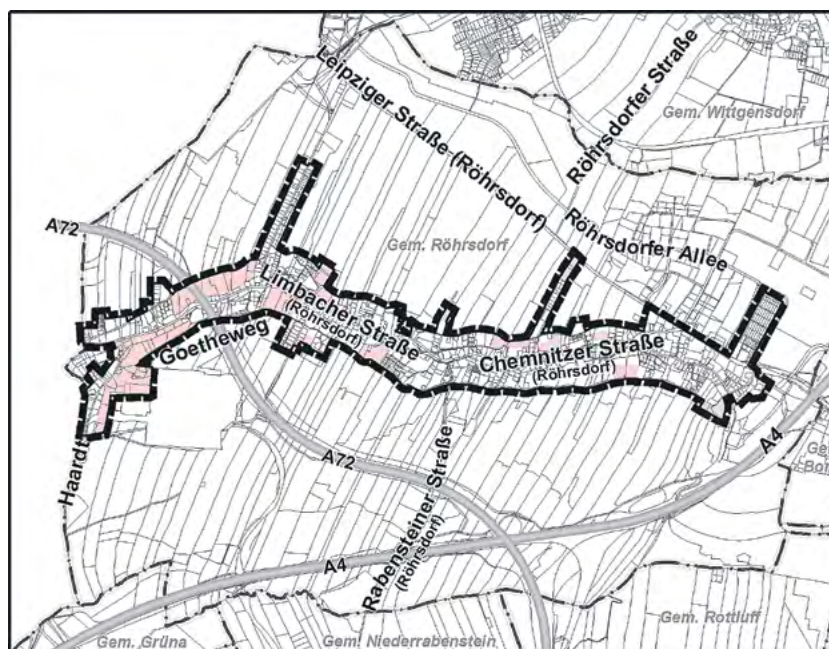 Leipziger Straße (Röhrsdorf)
Röhrsdorfer Straße
Gem. Wittgensdorf
A72
Gem. Röhrsdorf
Röhrsdorfer Allee
Limbacher Straße
(Röhrsdorf)
Goetheweg
Chemnitzer Straße
(Röhrsdorf)
Haardt
A72
Rabensteiner Straße
(Röhrsdorf)
A4
A4
Gem. Rottluff
Gem. Grüna
Gem. Niederrabenstein